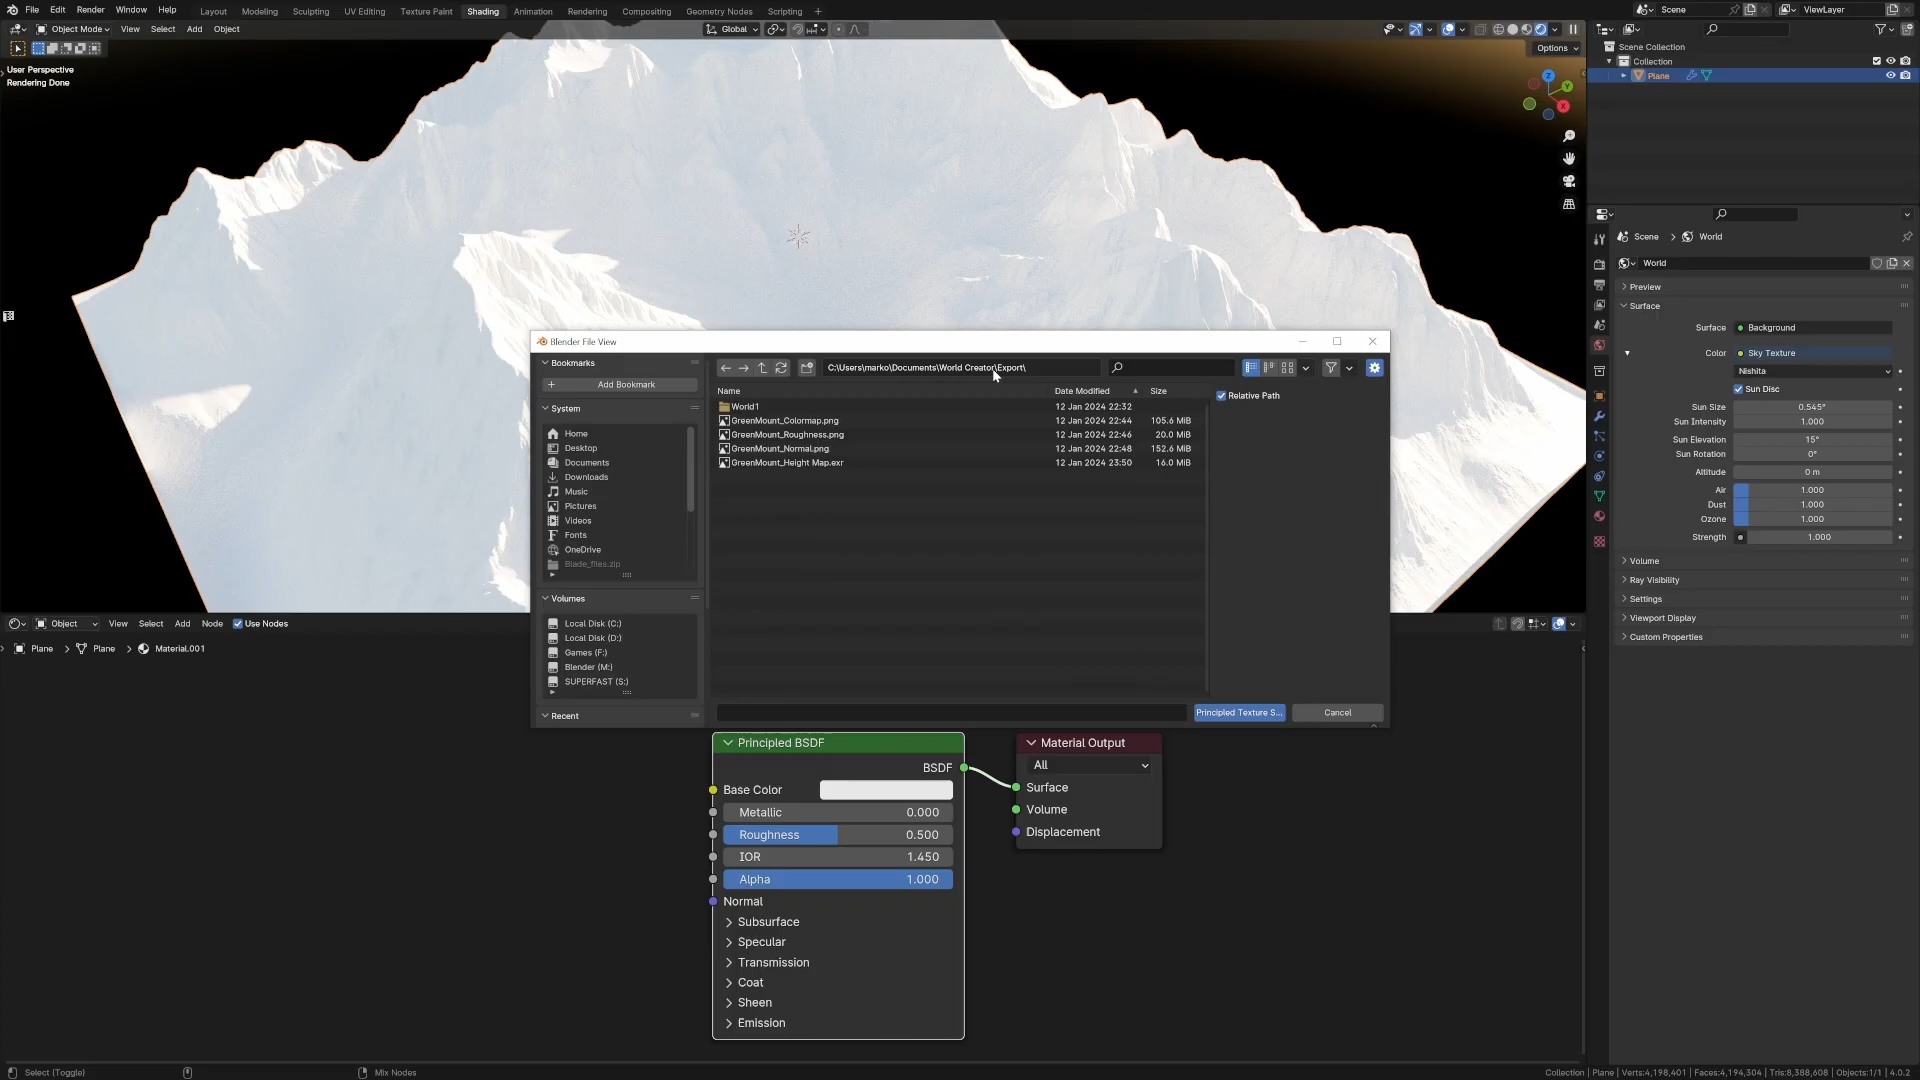 File Edit Render Window Help Layout Modeling Sculpting UV Editing Texture Paint Shading Animation Rendering Compositing Geometry Nodes Scripting + Scene ViewLayer
Object Mode View Select Add Object Global
Options
User Perspective
Rendering Done
Z
Y
X
Scene Collection
Collection
Plane
Scene > World
World
Preview
Surface
Surface Background
Color Sky Texture
Nishita
Sun Disc
Sun Size 0.545°
Sun Intensity 1.000
Sun Elevation 15°
Sun Rotation 0°
Altitude 0 m
Air 1.000
Dust 1.000
Ozone 1.000
Strength 1.000
Volume
Ray Visibility
Settings
Viewport Display
Custom Properties
Blender File View
Bookmarks
Add Bookmark
System
Home
Desktop
Documents
Downloads
Music
Pictures
Videos
Fonts
OneDrive
Blade_files.zip
Volumes
Local Disk (C:)
Local Disk (D:)
Games (F:)
Blender (M:)
SUPERFAST (S:)
Recent
C:\Users\marko\Documents\World Creator\Export\
Name Date Modified Size
World1 12 Jan 2024 22:32
GreenMount_Colormap.png 12 Jan 2024 22:44 105.6 MiB
GreenMount_Roughness.png 12 Jan 2024 22:46 20.0 MiB
GreenMount_Normal.png 12 Jan 2024 22:48 152.6 MiB
GreenMount_Height Map.exr 12 Jan 2024 23:50 16.0 MiB
Relative Path
Principled Texture S... Cancel
Object View Select Add Node Use Nodes
Plane > Plane > Material.001
Principled BSDF
BSDF
Base Color
Metallic 0.000
Roughness 0.500
IOR 1.450
Alpha 1.000
Normal
Subsurface
Specular
Transmission
Coat
Sheen
Emission
Material Output
All
Surface
Volume
Displacement
Select (Toggle) Mix Nodes Collection | Plane | Verts:4,198,401 | Faces:4,194,304 | Tris:8,388,608 | Objects:1/1 | 4.0.2